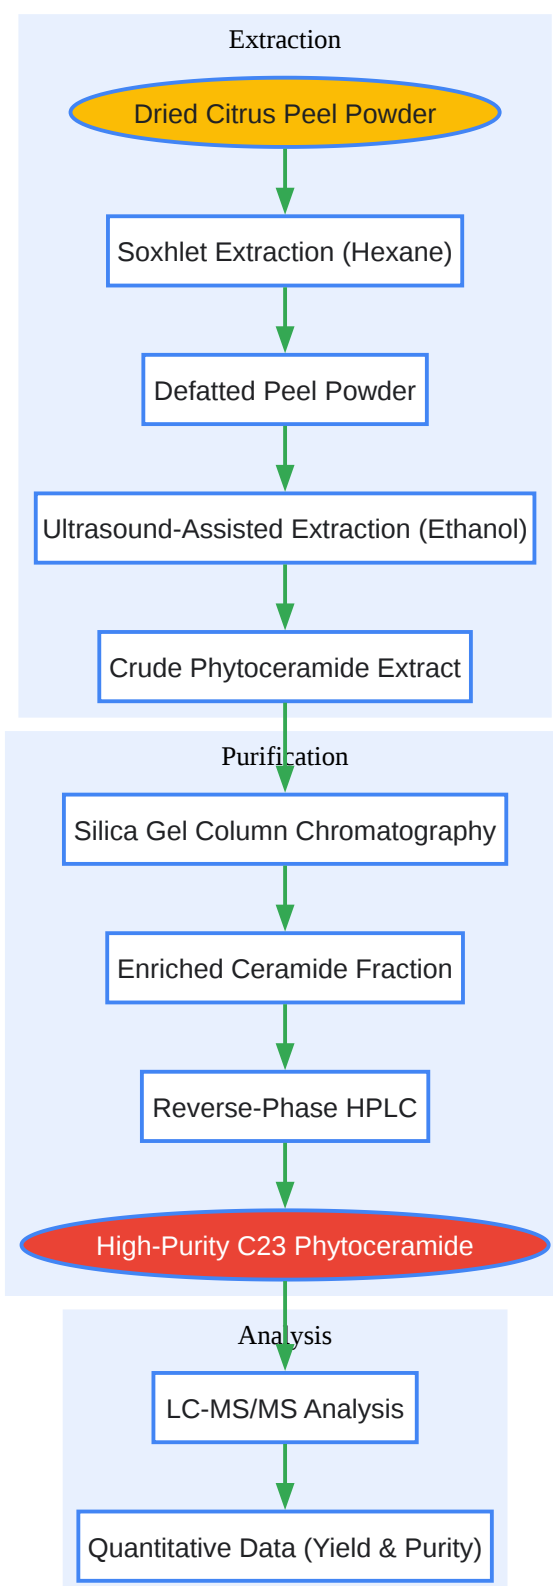 Extraction
Dried Citrus Peel Powder
Soxhlet Extraction (Hexane)
Defatted Peel Powder
Ultrasound-Assisted Extraction (Ethanol)
Crude Phytoceramide Extract
Purification
Silica Gel Column Chromatography
Enriched Ceramide Fraction
Reverse-Phase HPLC
High-Purity C23 Phytoceramide
Analysis
LC-MS/MS Analysis
Quantitative Data (Yield & Purity)